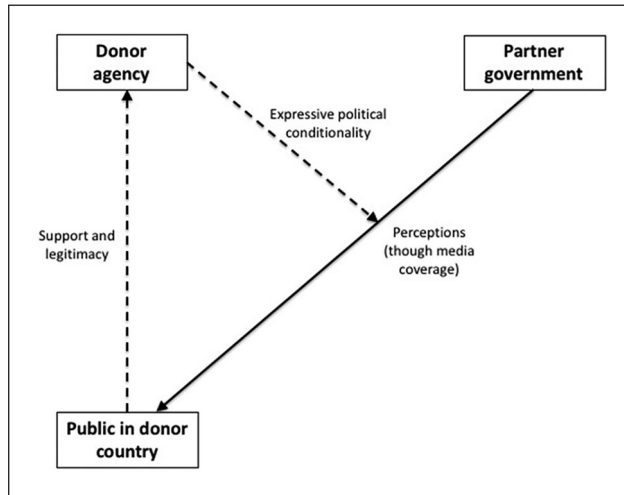 Donor
agency
Partner
government
Expressive political
conditionality
Support and
legitimacy
Perceptions
(though media
coverage)
Public in donor
country